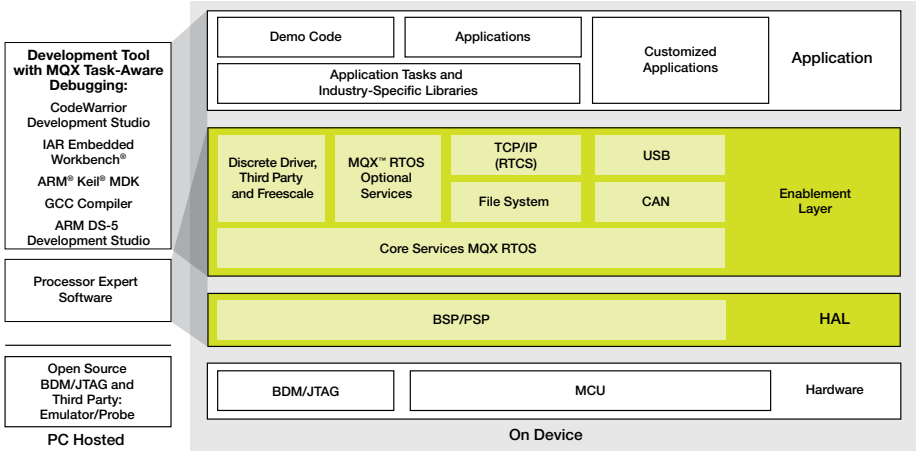 Development Tool
with MQX Task-Aware
Debugging:
CodeWarrior
Development Studio
IAR Embedded
Workbench®
ARM® Keil® MDK
GCC Compiler
ARM DS-5
Development Studio
Processor Expert
Software
Open Source
BDM/JTAG and
Third Party:
Emulator/Probe
PC Hosted
Demo Code
Applications
Application Tasks and
Industry-Specific Libraries
Customized
Applications
Application
Discrete Driver,
Third Party
and Freescale
MQX™ RTOS
Optional
Services
TCP/IP
(RTCS)
File System
USB
CAN
Core Services MQX RTOS
Enablement
Layer
BSP/PSP
HAL
BDM/JTAG
MCU
Hardware
On Device